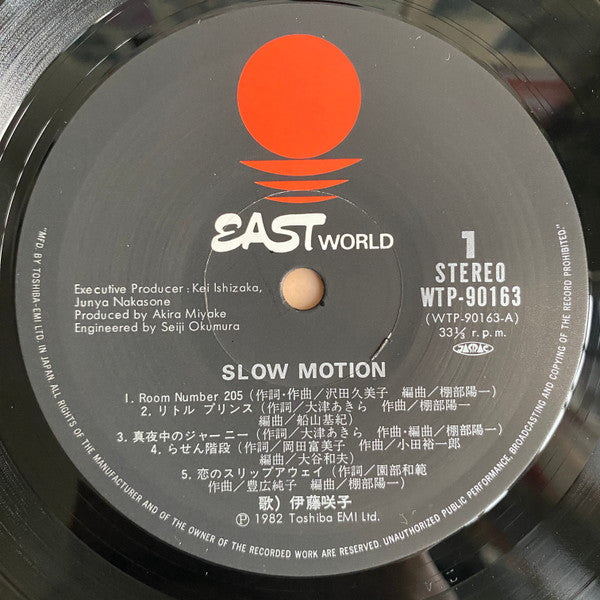 EAST WORLD
1
STEREO
WTP-90163
(WTP-90163-A)
33⅓ r.p.m.
JASRAC
Executive Producer : Kei Ishizaka,
Junya Nakasone
Produced by Akira Miyake
Engineered by Seiji Okumura
SLOW MOTION
1. Room Number 205 (作詞・作曲／沢田久美子 編曲／棚部陽一)
2. リトル プリンス (作詞／大津あきら 作曲／棚部陽一
編曲／船山基紀)
3. 真夜中のジャーニー (作詞／大津あきら 作曲・編曲／棚部陽一)
4. らせん階段 (作詞／岡田富美子 作曲／小田裕一郎
編曲／大谷和夫)
5. 恋のスリップアウェイ (作詞／園部和範
作曲／豊広純子 編曲／棚部陽一)
歌) 伊藤咲子
Ⓟ 1982 Toshiba EMI Ltd.
"MFD. BY TOSHIBA-EMI LTD. IN JAPAN. ALL RIGHTS OF THE MANUFACTURER AND OF THE OWNER OF THE RECORDED WORK ARE RESERVED. UNAUTHORIZED PUBLIC PERFORMANCE, BROADCASTING AND COPYING OF THE RECORD PROHIBITED."